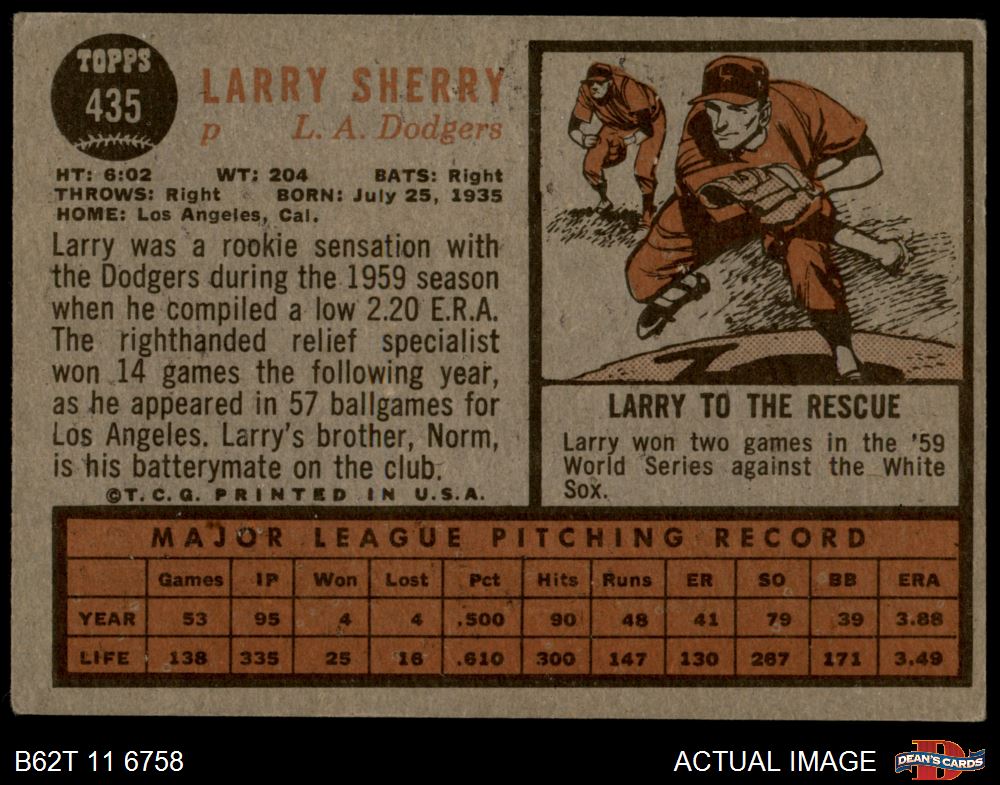 TOPPS
435
LARRY SHERRY
p L. A. Dodgers
HT: 6:02 WT: 204 BATS: Right
THROWS: Right BORN: July 25, 1935
HOME: Los Angeles, Cal.
Larry was a rookie sensation with
the Dodgers during the 1959 season
when he compiled a low 2.20 E.R.A.
The righthanded relief specialist
won 14 games the following year,
as he appeared in 57 ballgames for
Los Angeles. Larry's brother, Norm,
is his batterymate on the club.
©T.C.G. PRINTED IN U.S.A.
LARRY TO THE RESCUE
Larry won two games in the '59
World Series against the White
Sox.
MAJOR LEAGUE PITCHING RECORD
Games IP Won Lost Pct Hits Runs ER SO BB ERA
YEAR 53 95 4 4 .500 90 48 41 79 39 3.88
LIFE 138 335 25 16 .610 300 147 130 267 171 3.49
B62T 11 6758
ACTUAL IMAGE
DEAN'S CARDS